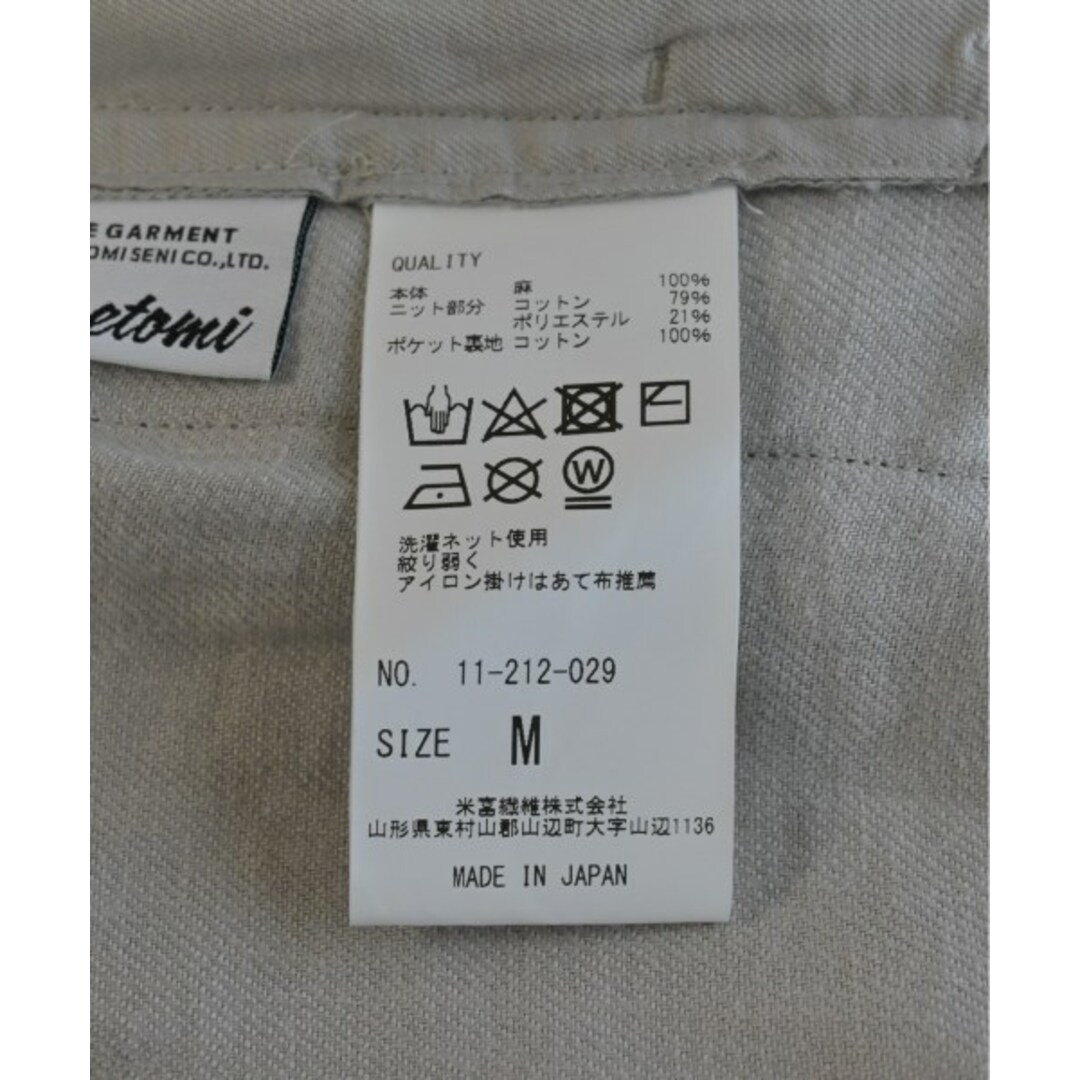 GARMENT
CO.,LTD.
QUALITY
本体 麻 100%
ニット部分 コットン 79%
ポリエステル 21%
ポケット裏地 コットン 100%
W
洗濯ネット使用
絞り弱く
アイロン掛けはあて布推薦
NO. 11-212-029
SIZE M
米富繊維株式会社
山形県東村山郡山辺町大字山辺1136
MADE IN JAPAN